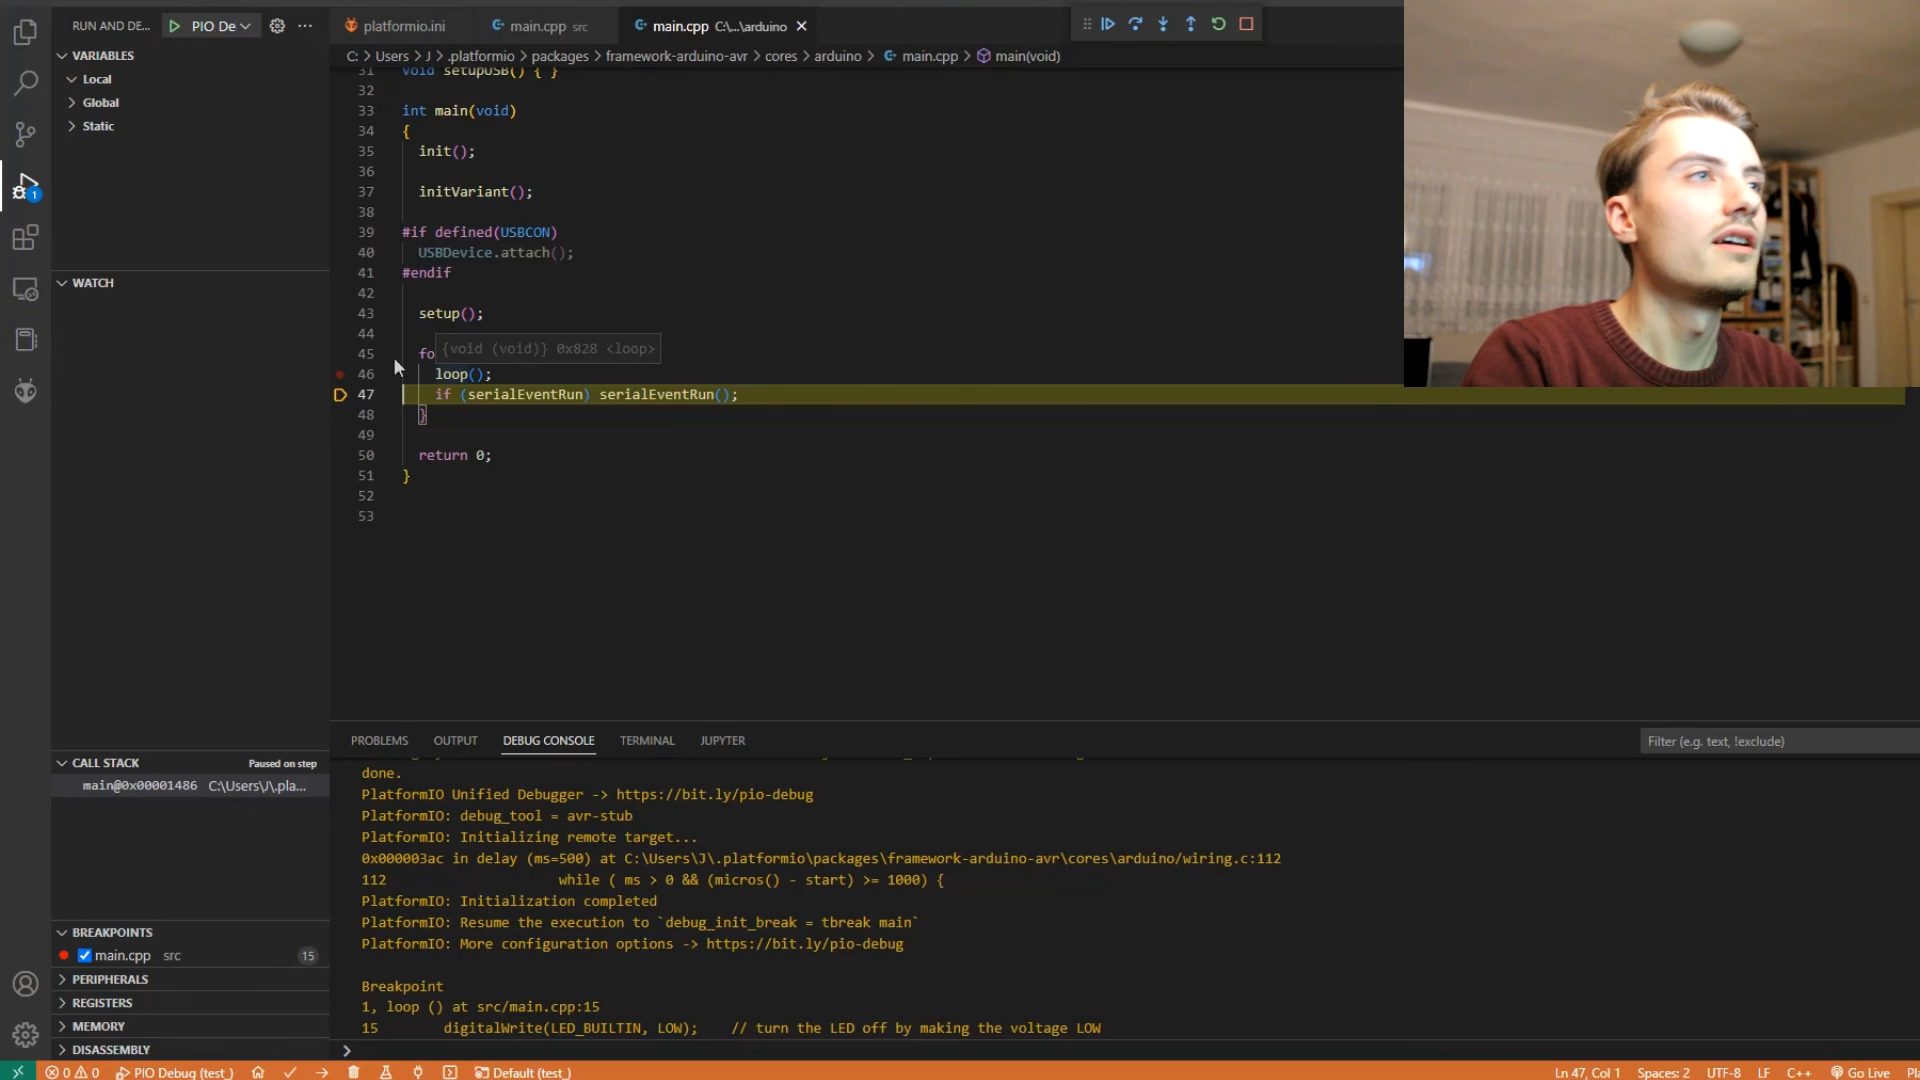 RUN AND DE... PIO De
platformio.ini main.cpp src main.cpp C:\...\arduino
C: > Users > J > .platformio > packages > framework-arduino-avr > cores > arduino > main.cpp > main(void)
VARIABLES
Local
Global
Static
WATCH
CALL STACK Paused on step
main@0x00001486 C:\Users\J\.pla...
BREAKPOINTS
main.cpp src 15
PERIPHERALS
REGISTERS
MEMORY
DISASSEMBLY
31 void setupUSB() { }
32
33 int main(void)
34 {
35 init();
36
37 initVariant();
38
39 #if defined(USBCON)
40 USBDevice.attach();
41 #endif
42
43 setup();
44
45 fo {void (void)} 0x828 <loop>
46 loop();
47 if (serialEventRun) serialEventRun();
48 }
49
50 return 0;
51 }
52
53
PROBLEMS OUTPUT DEBUG CONSOLE TERMINAL JUPYTER Filter (e.g. text, !exclude)
done.
PlatformIO Unified Debugger -> https://bit.ly/pio-debug
PlatformIO: debug_tool = avr-stub
PlatformIO: Initializing remote target...
0x000003ac in delay (ms=500) at C:\Users\J\.platformio\packages\framework-arduino-avr\cores\arduino/wiring.c:112
112 while ( ms > 0 && (micros() - start) >= 1000) {
PlatformIO: Initialization completed
PlatformIO: Resume the execution to `debug_init_break = tbreak main`
PlatformIO: More configuration options -> https://bit.ly/pio-debug
Breakpoint
1, loop () at src/main.cpp:15
15 digitalWrite(LED_BUILTIN, LOW); // turn the LED off by making the voltage LOW
>
0 0 PIO Debug (test_) Default (test_) Ln 47, Col 1 Spaces: 2 UTF-8 LF C++ Go Live Pl
1